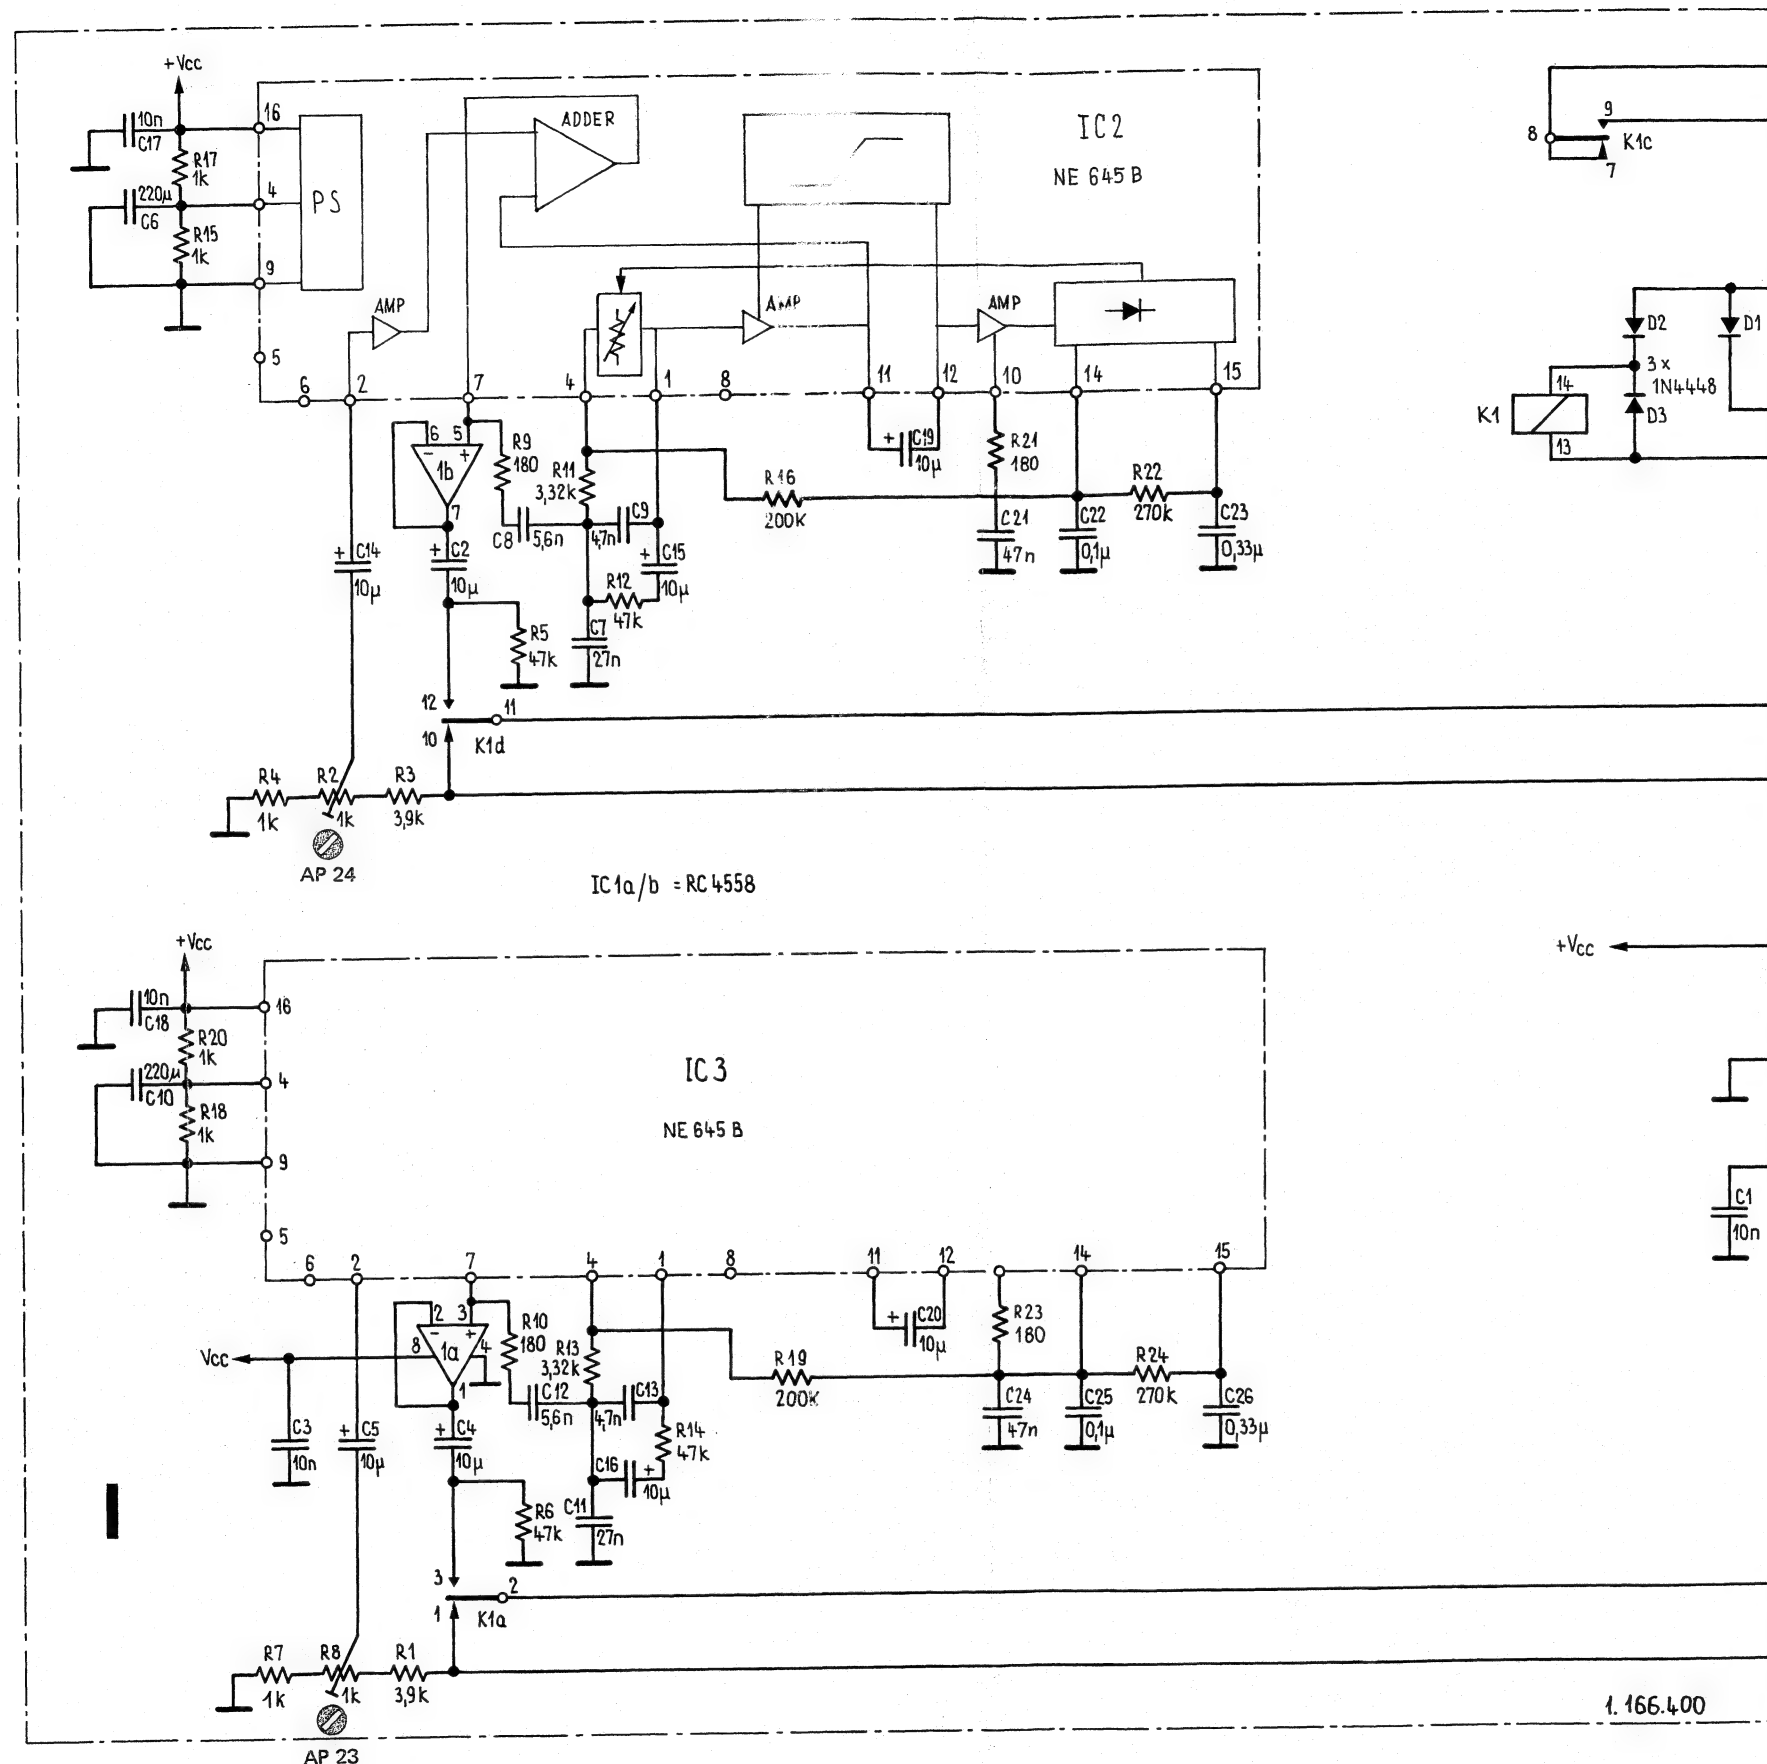 +Vcc
10n
C17
16
R17
1k
220µ
C6
4
PS
R15
1k
9
5
AMP
ADDER
IC2
NE 645 B
AMP
AMP
6
2
7
4
1
8
11
12
10
14
15
9
8
K1c
7
D2
D1
3x
1N4448
14
K1
D3
13
6
5
-
+
1b
7
R9
180
R11
3,32k
+
C19
10µ
R21
180
R16
200K
R22
270k
C8
5,6n
4,7n
C9
C21
47n
C22
0,1µ
C23
0,33µ
+
C14
10µ
+
C2
10µ
+
C15
10µ
R12
47k
R5
47k
C7
27n
12
11
10
K1d
R4
1k
R2
1k
R3
3,9k
AP 24
IC1a/b = RC4558
+Vcc
+Vcc
10n
C18
16
R20
1k
220µ
C10
4
R18
1k
9
5
IC3
NE 645 B
C1
10n
6
2
7
4
1
8
11
12
14
15
2
3
-
+
8
4
1a
1
Vcc
R10
180
R13
3,32k
+
C20
10µ
R23
180
R19
200K
R24
270k
C12
5,6n
4,7n
C13
C24
47n
C25
0,1µ
C26
0,33µ
C3
10n
+
C5
10µ
+
C4
10µ
R14
47k
C16
+
10µ
R6
47k
C11
27n
3
2
1
K1a
R7
1k
R8
1k
R1
3,9k
AP 23
1.166.400